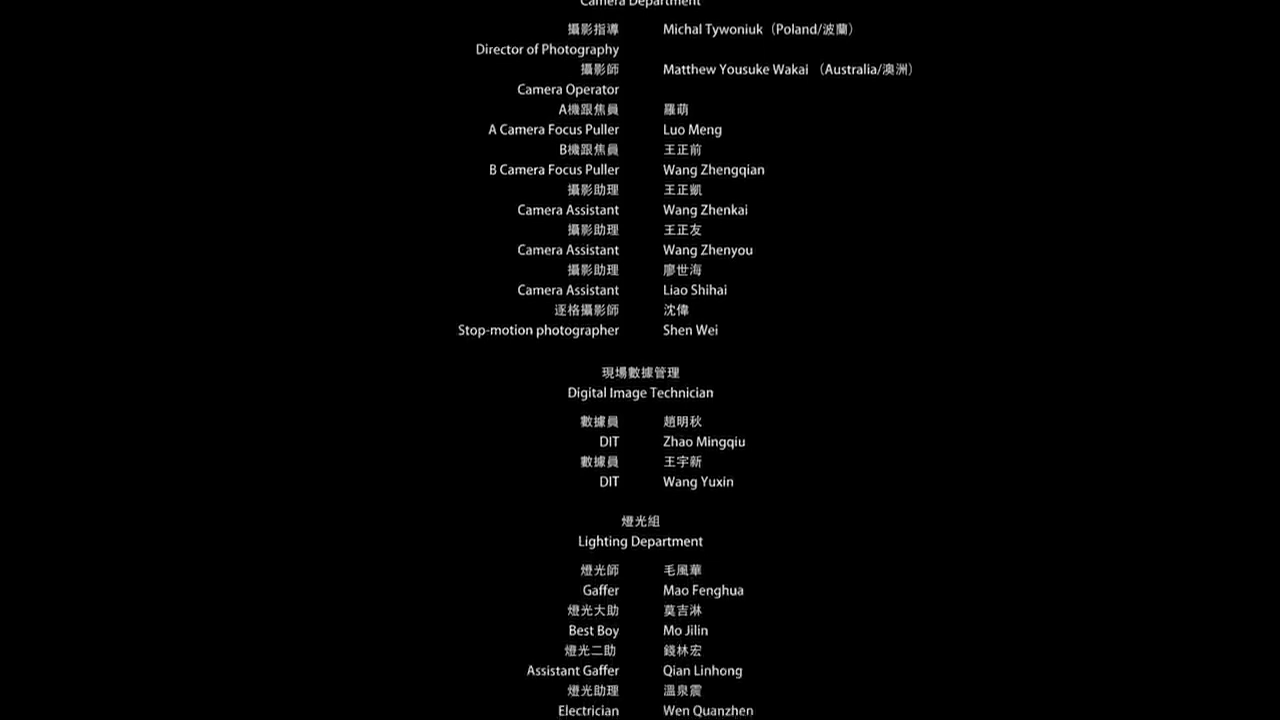 Camera Department
攝影指導 Michal Tywoniuk（Poland/波蘭）
Director of Photography
攝影師 Matthew Yousuke Wakai （Australia/澳洲）
Camera Operator
A機跟焦員 羅萌
A Camera Focus Puller Luo Meng
B機跟焦員 王正前
B Camera Focus Puller Wang Zhengqian
攝影助理 王正凱
Camera Assistant Wang Zhenkai
攝影助理 王正友
Camera Assistant Wang Zhenyou
攝影助理 廖世海
Camera Assistant Liao Shihai
逐格攝影師 沈偉
Stop-motion photographer Shen Wei
現場數據管理
Digital Image Technician
數據員 趙明秋
DIT Zhao Mingqiu
數據員 王宇新
DIT Wang Yuxin
燈光組
Lighting Department
燈光師 毛風華
Gaffer Mao Fenghua
燈光大助 莫吉淋
Best Boy Mo Jilin
燈光二助 錢林宏
Assistant Gaffer Qian Linhong
燈光助理 溫泉震
Electrician Wen Quanzhen